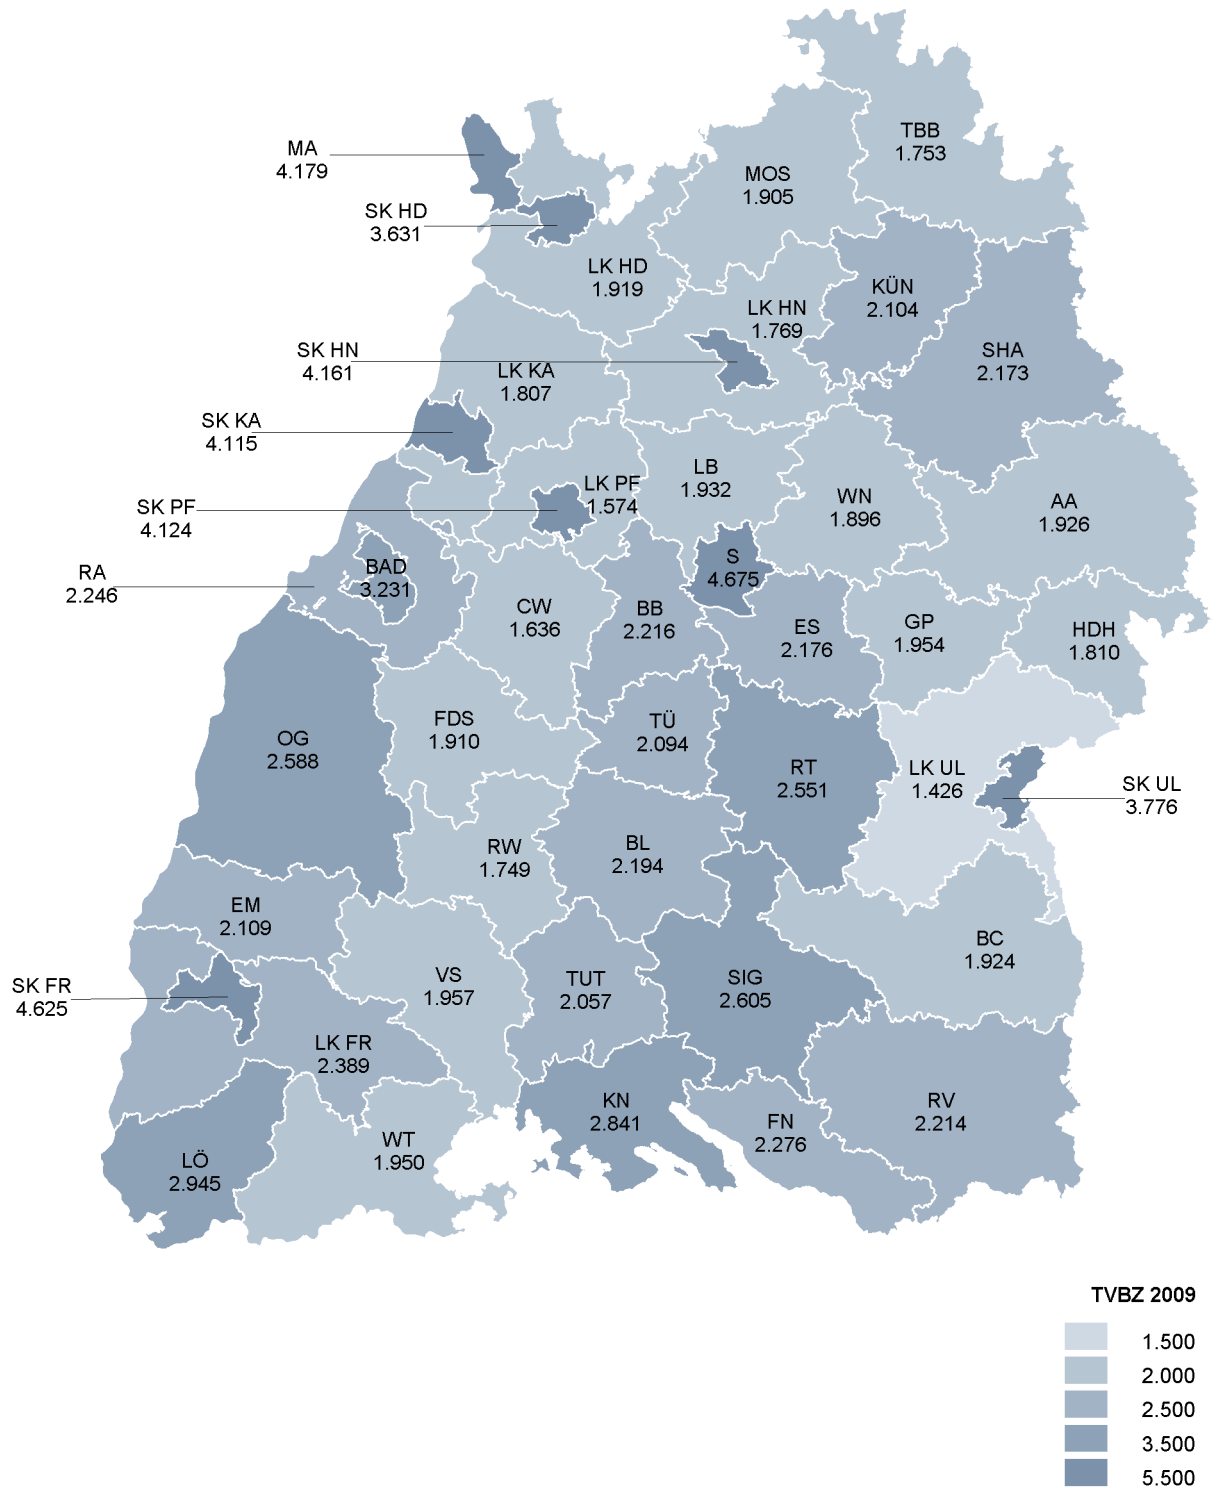 TBB
1.753
MA
4.179
MOS
1.905
SK HD
3.631
LK HD
1.919
KÜN
2.104
LK HN
1.769
SK HN
4.161
SHA
2.173
LK KA
1.807
SK KA
4.115
LB
1.932
LK PF
1.574
WN
1.896
AA
1.926
SK PF
4.124
S
4.675
BAD
3.231
RA
2.246
CW
1.636
BB
2.216
ES
2.176
GP
1.954
HDH
1.810
FDS
1.910
TÜ
2.094
OG
2.588
RT
2.551
LK UL
1.426
SK UL
3.776
RW
1.749
BL
2.194
EM
2.109
BC
1.924
VS
1.957
TUT
2.057
SIG
2.605
SK FR
4.625
LK FR
2.389
KN
2.841
RV
2.214
FN
2.276
WT
1.950
LÖ
2.945
TVBZ 2009
1.500
2.000
2.500
3.500
5.500